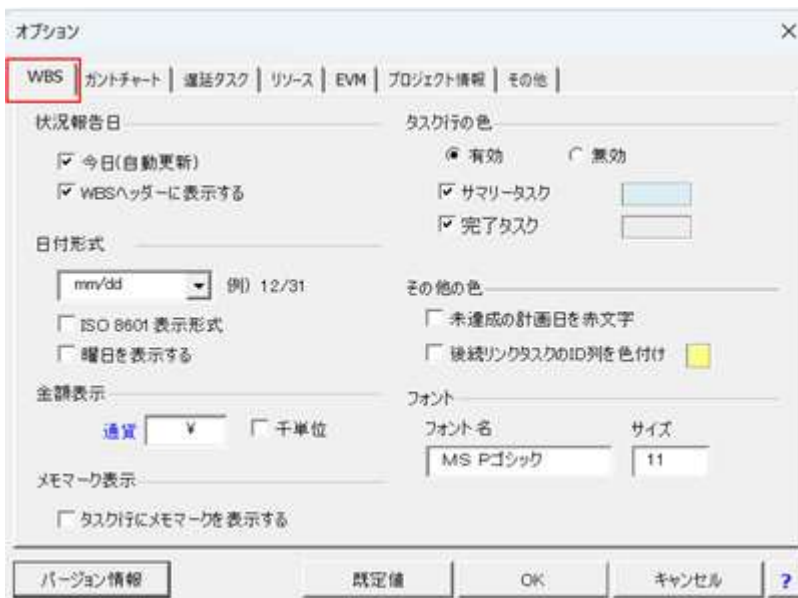 オプション
WBS ガントチャート 遅延タスク リソース EVM プロジェクト情報 その他
状況報告日
今日(自動更新)
WBSヘッダーに表示する
日付形式
mm/dd 例) 12/31
ISO 8601 表示形式
曜日を表示する
金額表示
通貨 ¥ 千単位
メモマーク表示
タスク行にメモマークを表示する
タスク行の色
有効 無効
サマリータスク
完了タスク
その他の色
未達成の計画日を赤文字
後続リンクタスクのID列を色付け
フォント
フォント名 サイズ
MS Pゴシック 11
バージョン情報 既定値 OK キャンセル ?